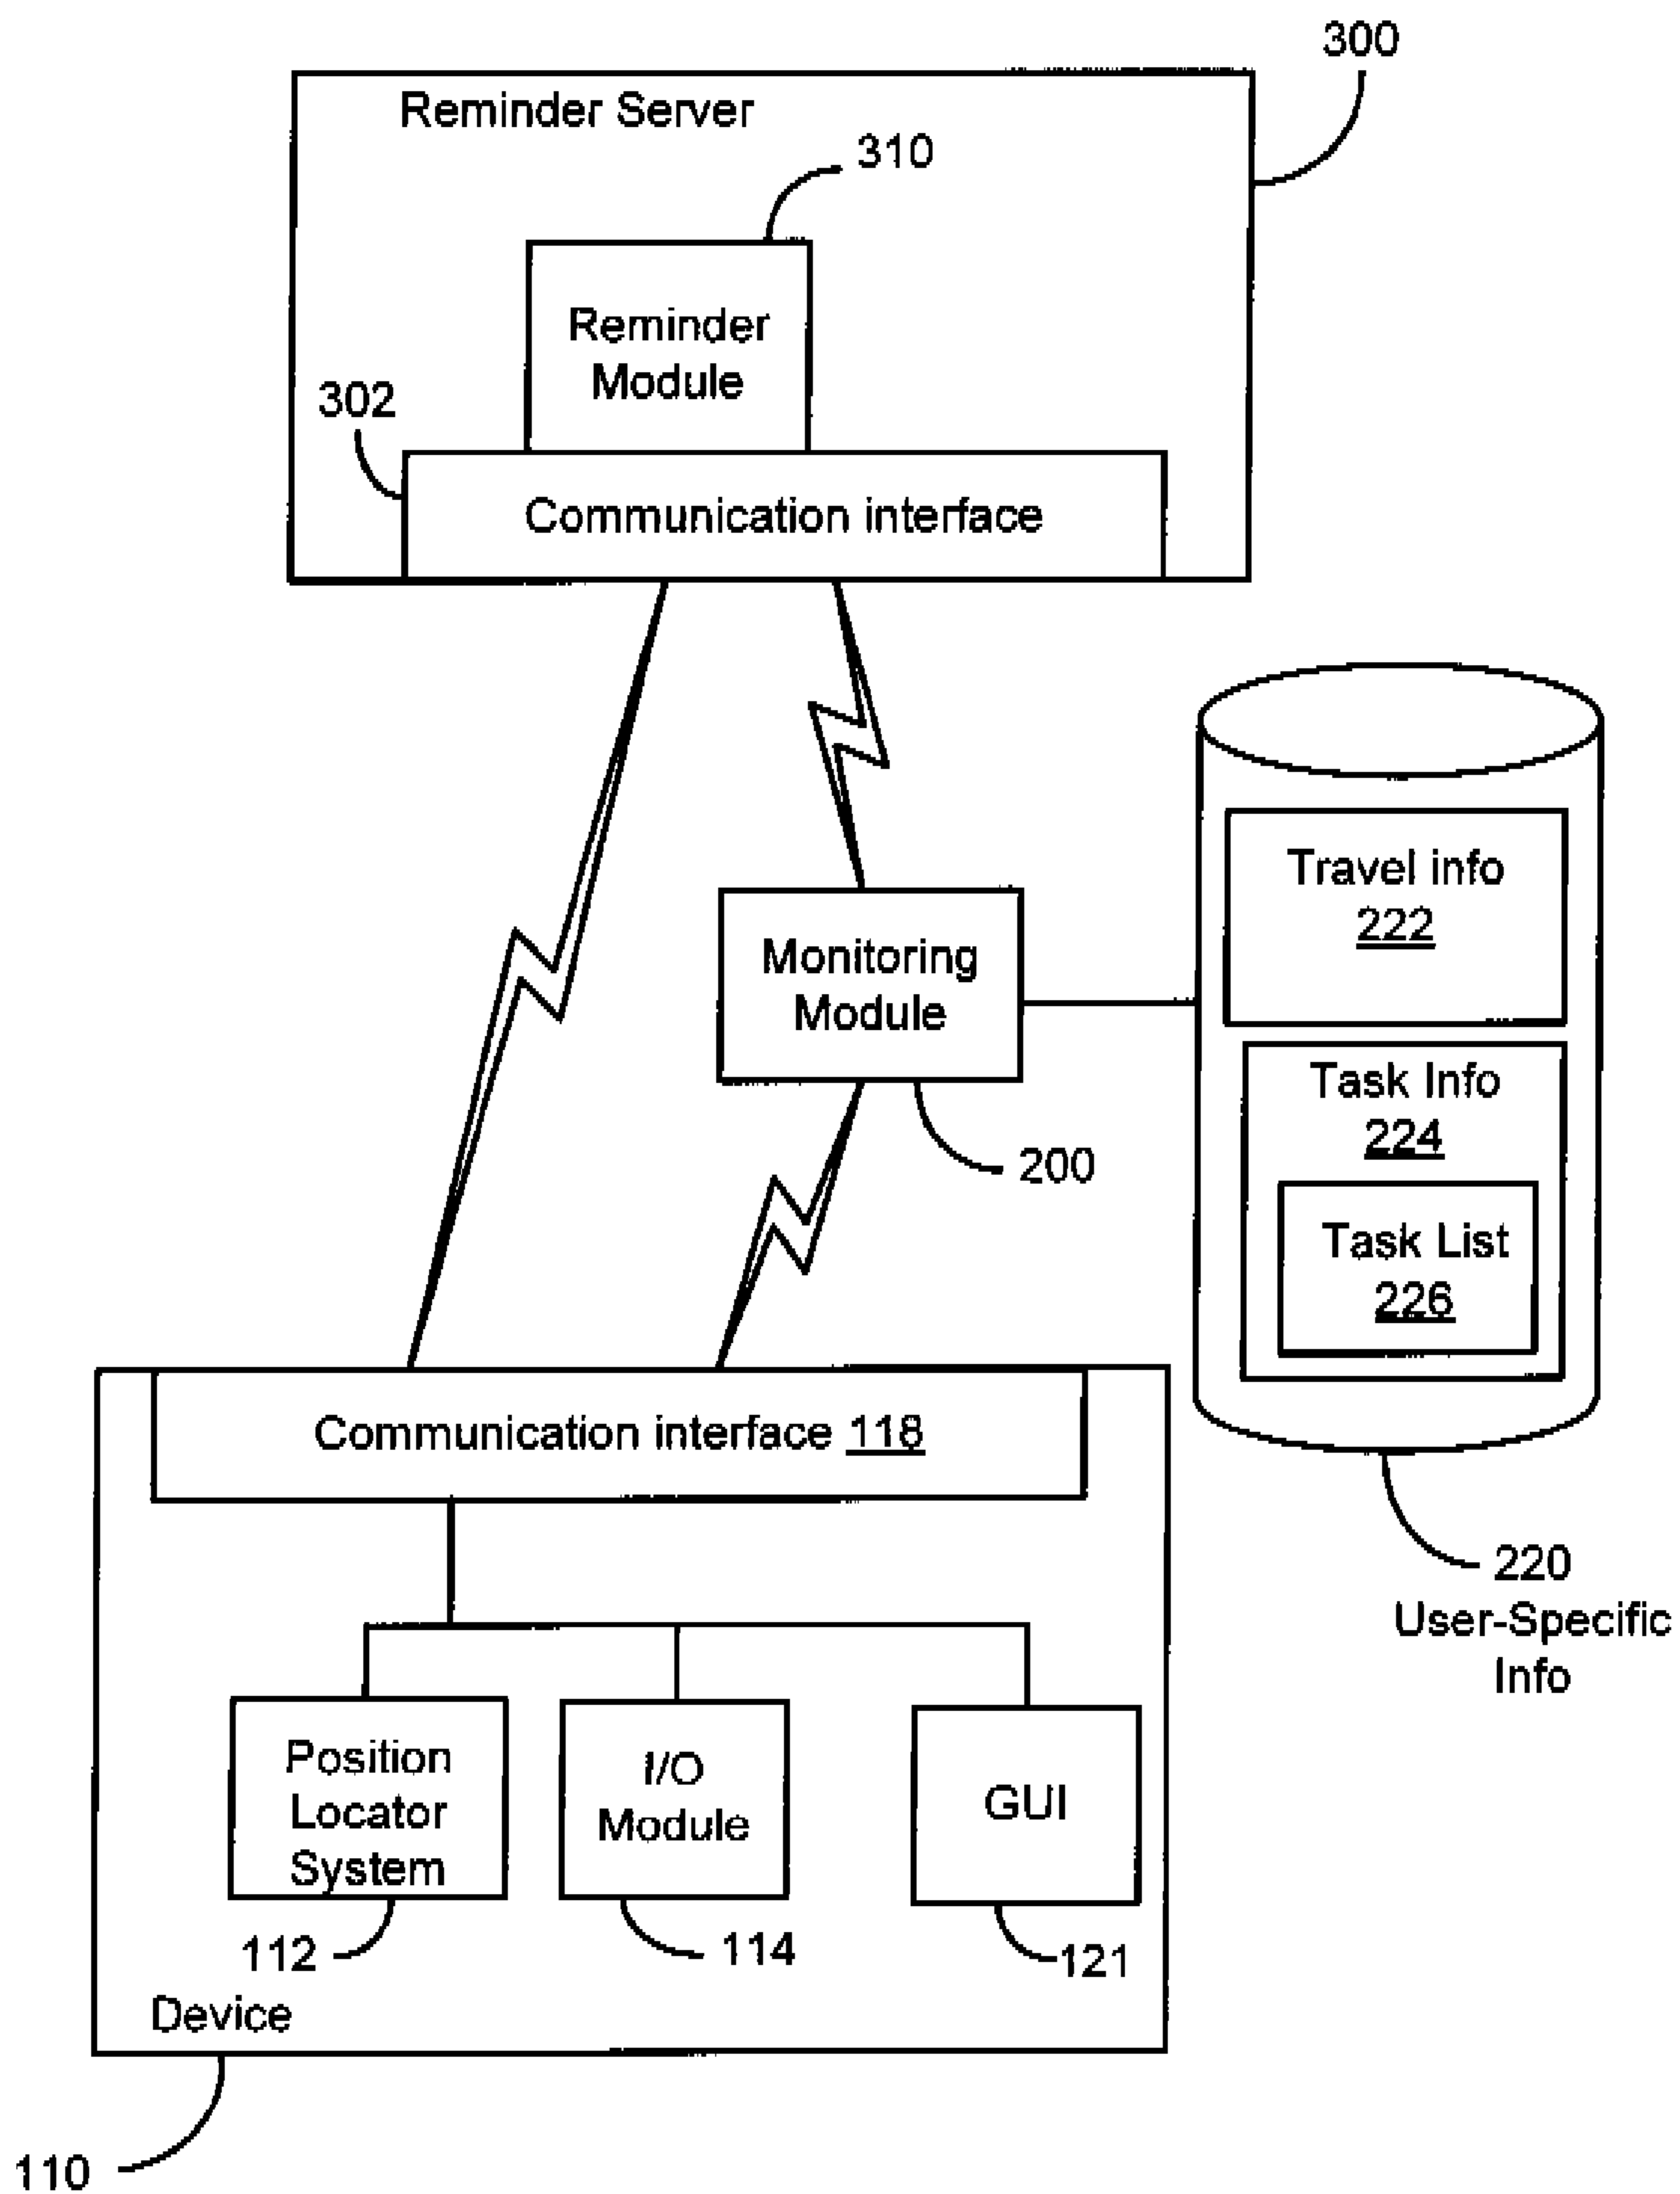 300
Reminder Server
310
Reminder
Module
302
Communication interface
Travel info
222
Monitoring
Module
Task Info
224
200
Task List
226
Communication interface 118
220
User-Specific
Info
Position
Locator
System
I/O
Module
GUI
112
114
121
Device
110